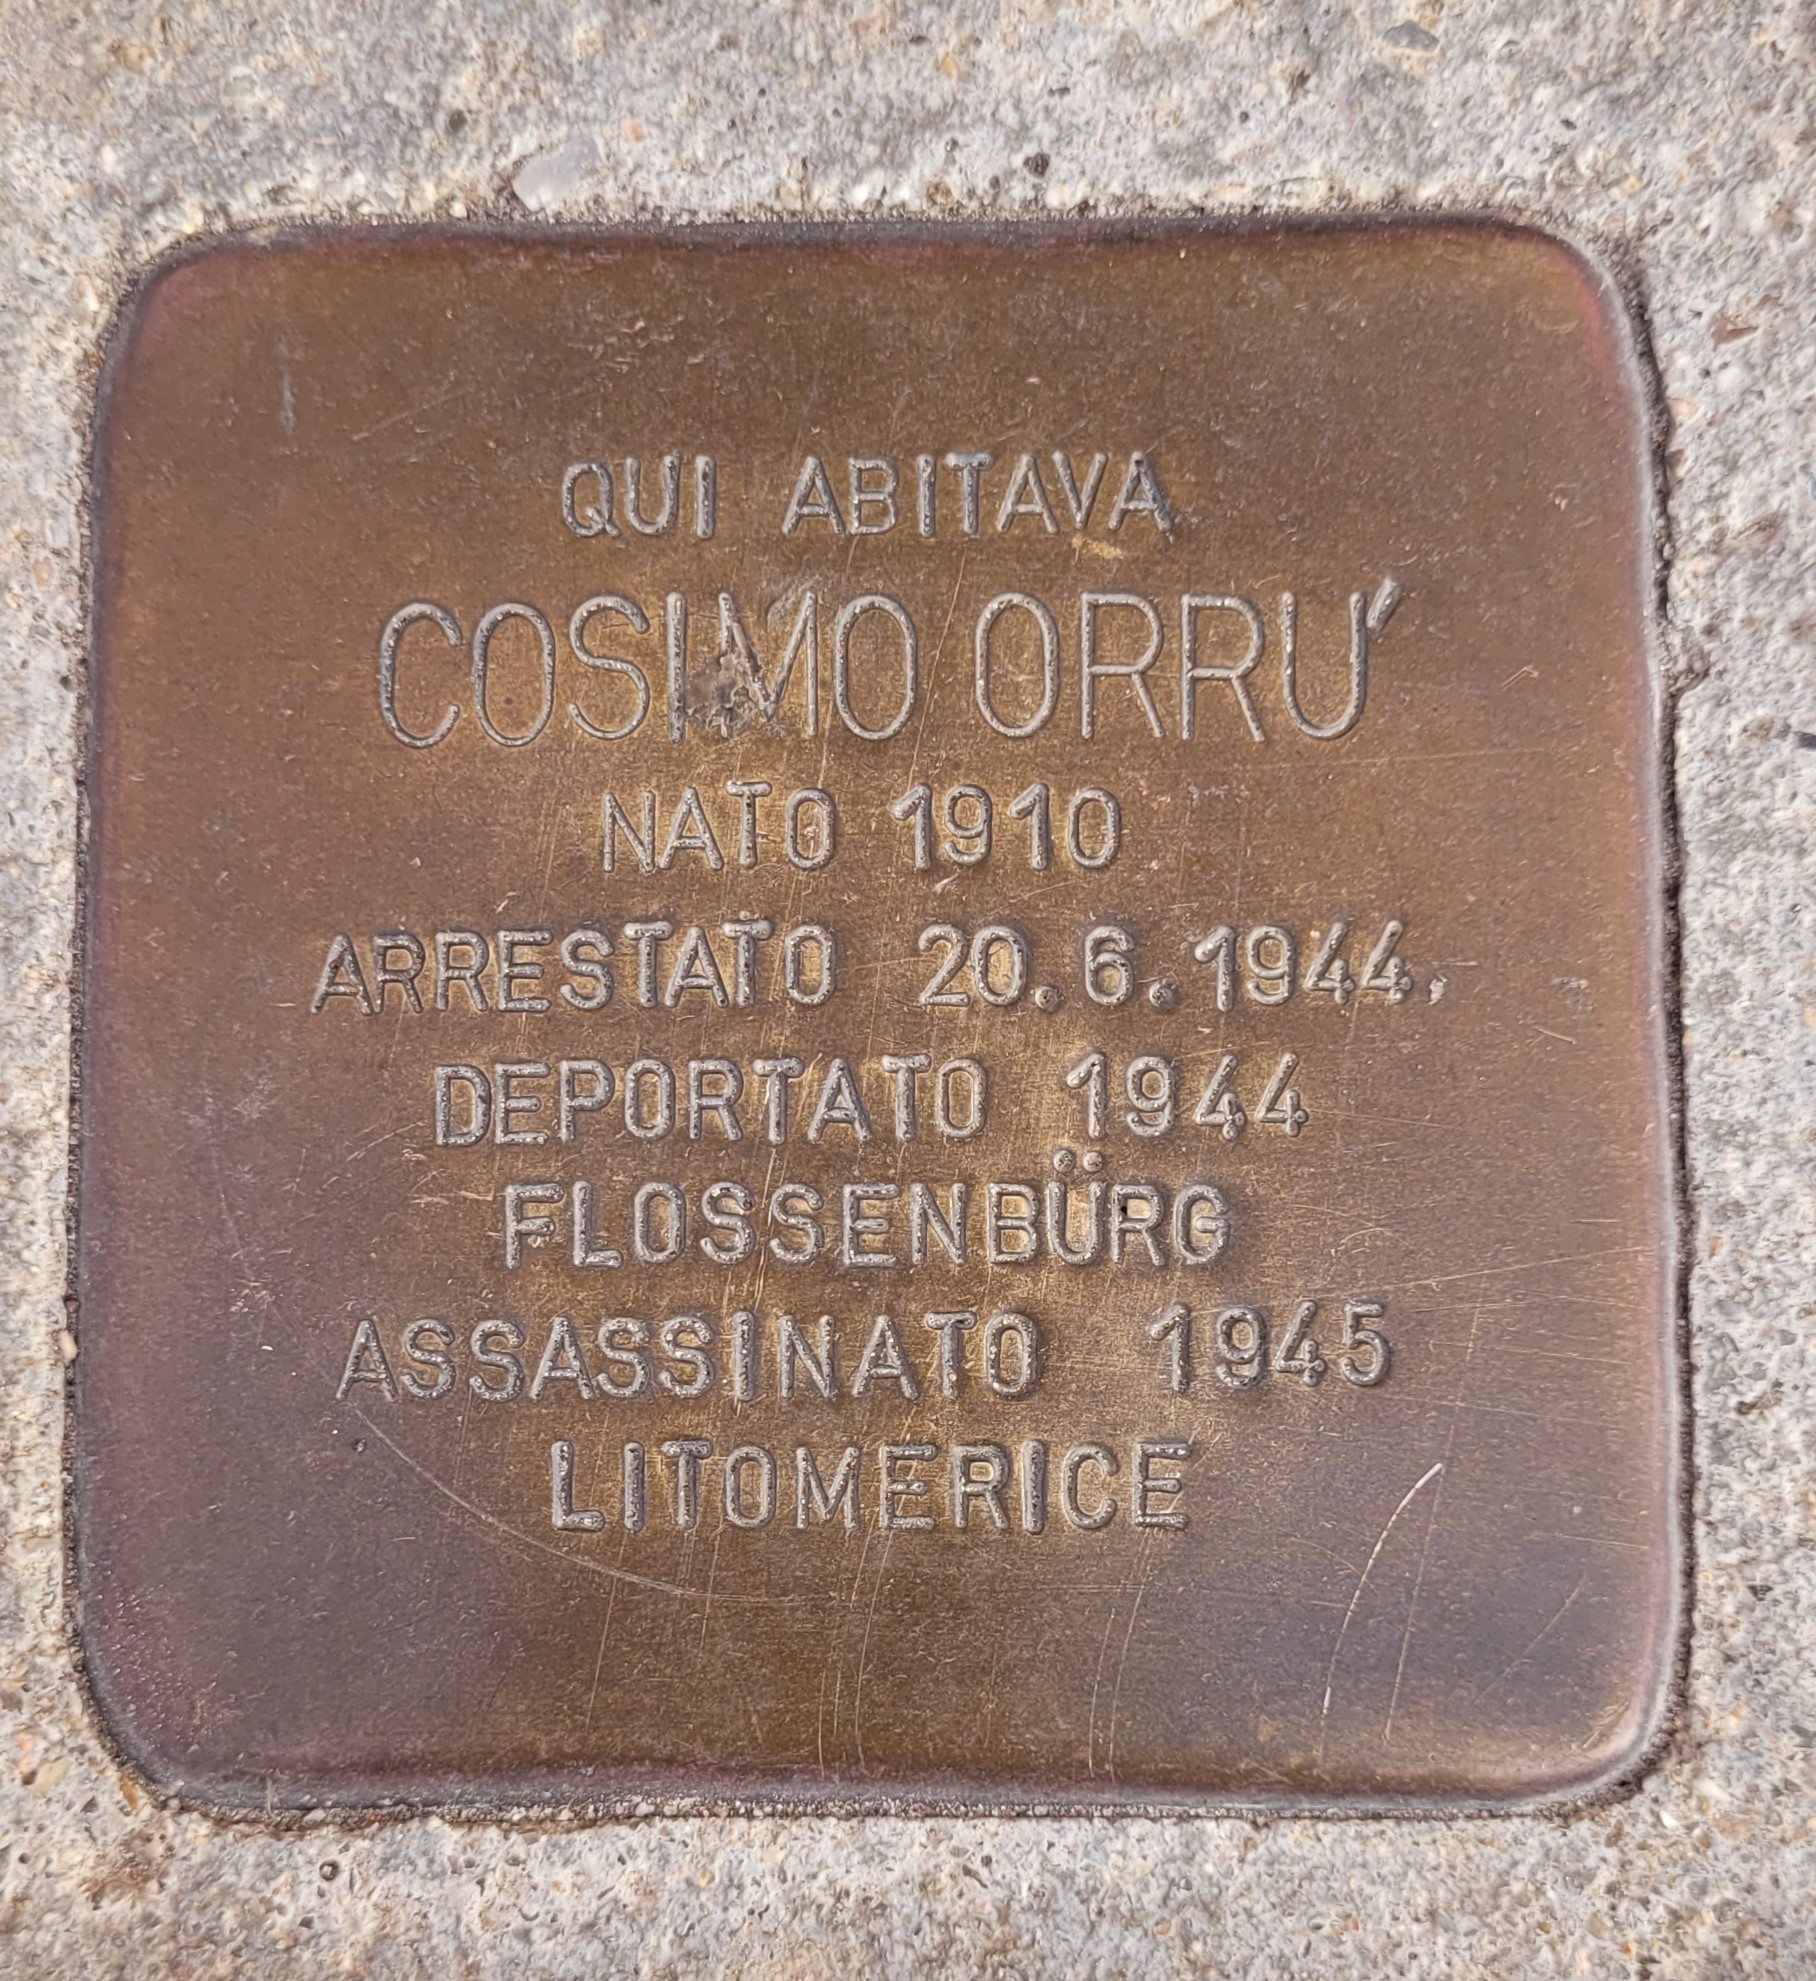 QUI ABITAVA
COSIMO ORRU'
NATO 1910
ARRESTATO 20.6.1944.
DEPORTATO 1944
FLOSSENBÜRG
ASSASSINATO 1945
LITOMERICE